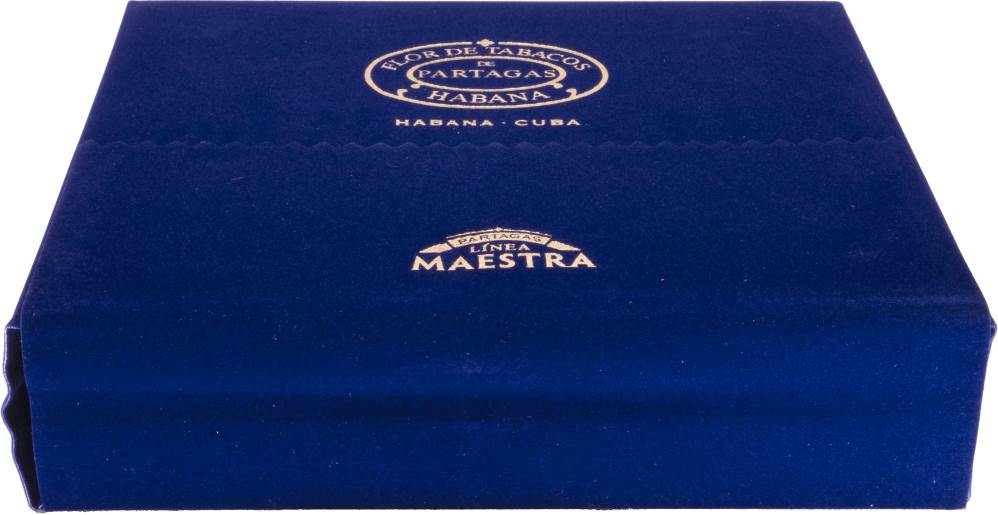 FLOR DE TABACOS
DE
PARTAGAS
HABANA
HABANA · CUBA
PARTAGAS
LÍNEA
MAESTRA